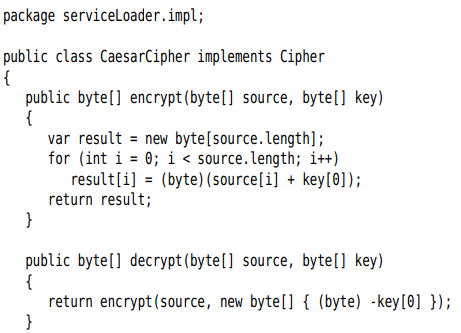 package serviceLoader.impl;

public class CaesarCipher implements Cipher
{
   public byte[] encrypt(byte[] source, byte[] key)
   {
      var result = new byte[source.length];
      for (int i = 0; i < source.length; i++)
         result[i] = (byte)(source[i] + key[0]);
      return result;
   }

   public byte[] decrypt(byte[] source, byte[] key)
   {
      return encrypt(source, new byte[] { (byte) -key[0] });
   }